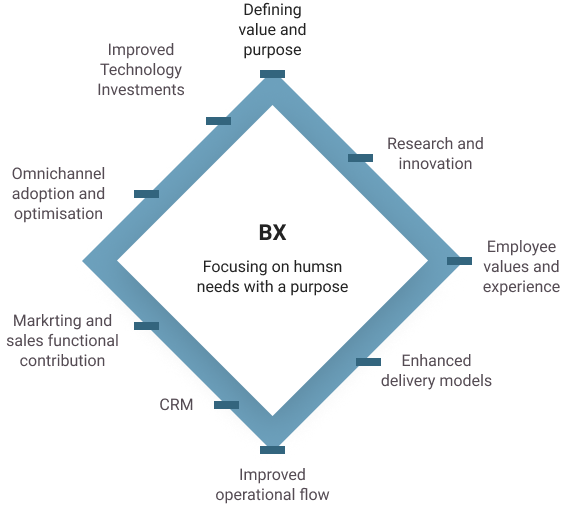 Defining
value and
purpose
Improved
Technology
Investments
Research and
innovation
Omnichannel
adoption and
optimisation
BX
Focusing on humsn
needs with a purpose
Employee
values and
experience
Markrting and
sales functional
contribution
Enhanced
delivery models
CRM
Improved
operational flow